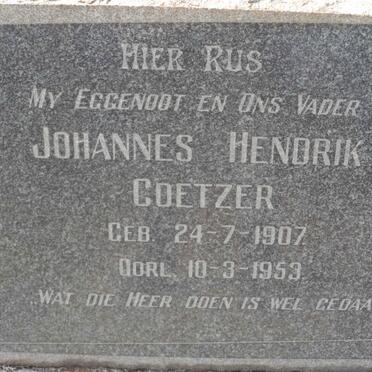 HIER RUS
MY EGGENOOT EN ONS VADER
JOHANNES HENDRIK
COETZER
GEB. 24-7-1907
OORL. 10-3-1953
„WAT DIE HEER DOEN IS WEL GEDAA